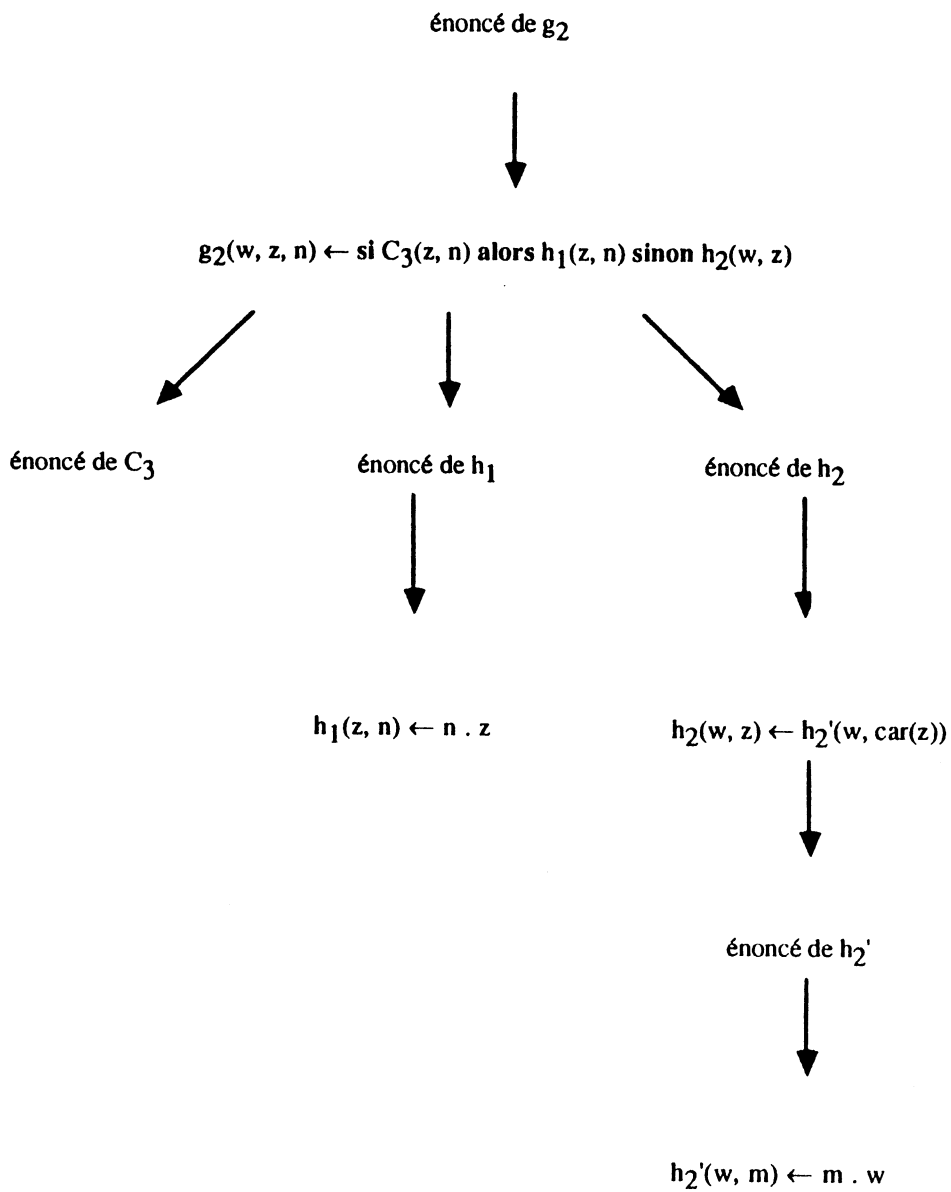 énoncé de g2
g2(w, z, n) ← si C3(z, n) alors h1(z, n) sinon h2(w, z)
énoncé de C3
énoncé de h1
énoncé de h2
h1(z, n) ← n . z
h2(w, z) ← h2'(w, car(z))
énoncé de h2'
h2'(w, m) ← m . w